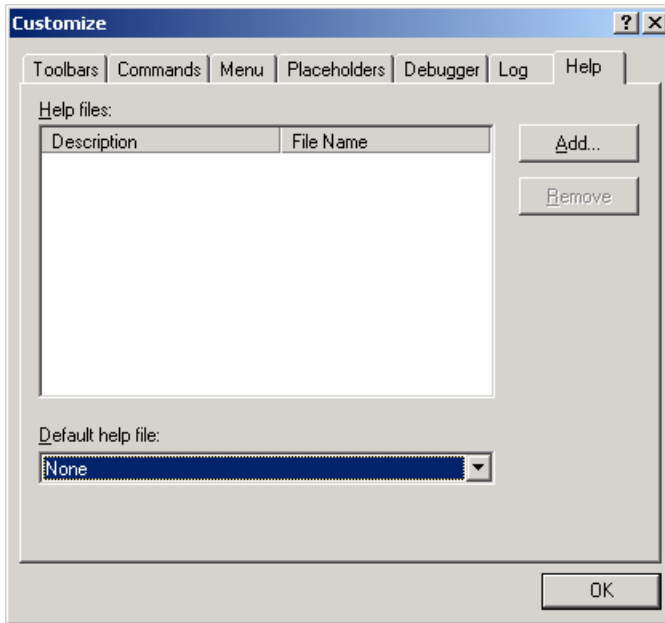 Customize
Toolbars Commands Menu Placeholders Debugger Log Help
Help files:
Description File Name
Add...
Remove
Default help file:
None
OK